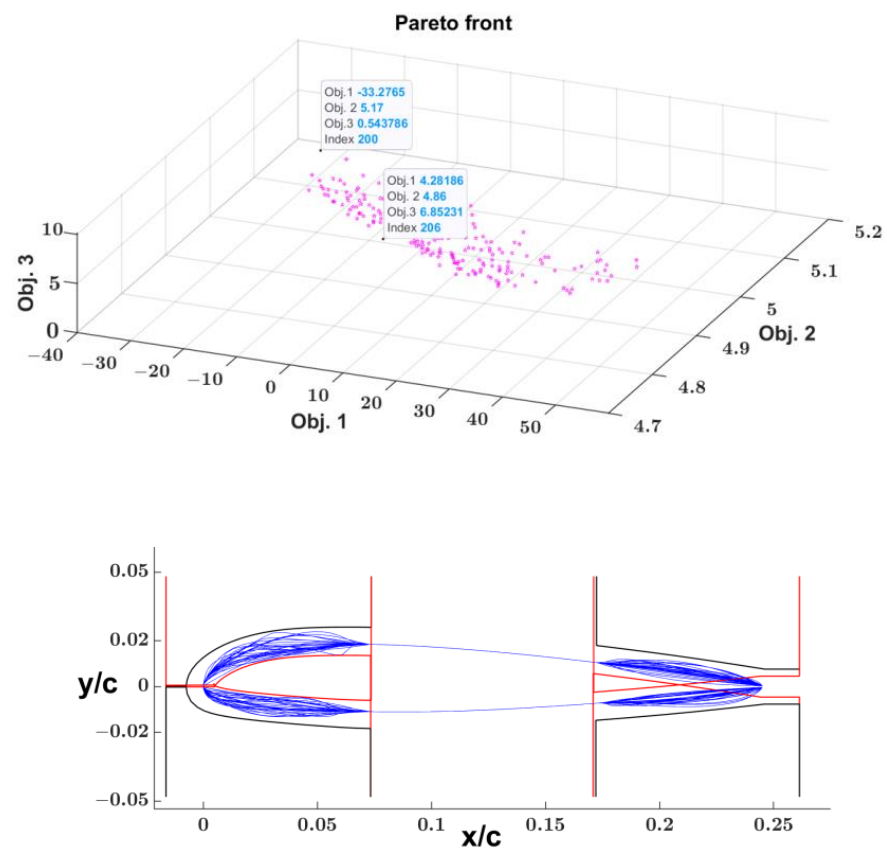 Pareto front
Obj.1 -33.2765
Obj. 2 5.17
Obj.3 0.543786
Index 200
Obj.1 4.28186
Obj. 2 4.86
Obj.3 6.85231
Index 206
10
5
0
Obj. 3
−40
−30
−20
−10
0
10
20
30
40
50
Obj. 1
4.7
4.8
4.9
5
5.1
5.2
Obj. 2
0.05
0.02
0
−0.02
−0.05
y/c
0
0.05
0.1
0.15
0.2
0.25
x/c